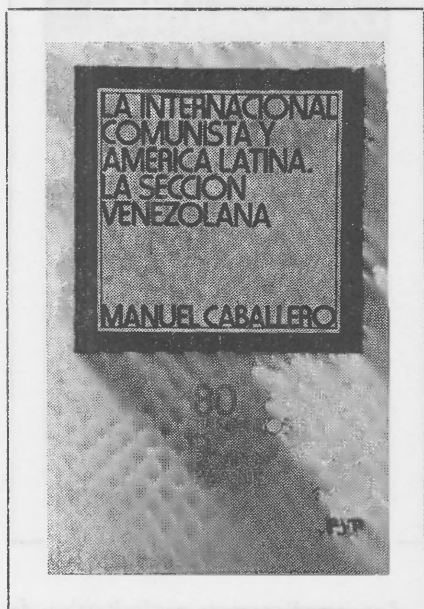 LA INTERNACIONAL
COMUNISTA Y
AMERICA LATINA.
LA SECCION
VENEZOLANA
MANUEL CABALLERO
80
PYP